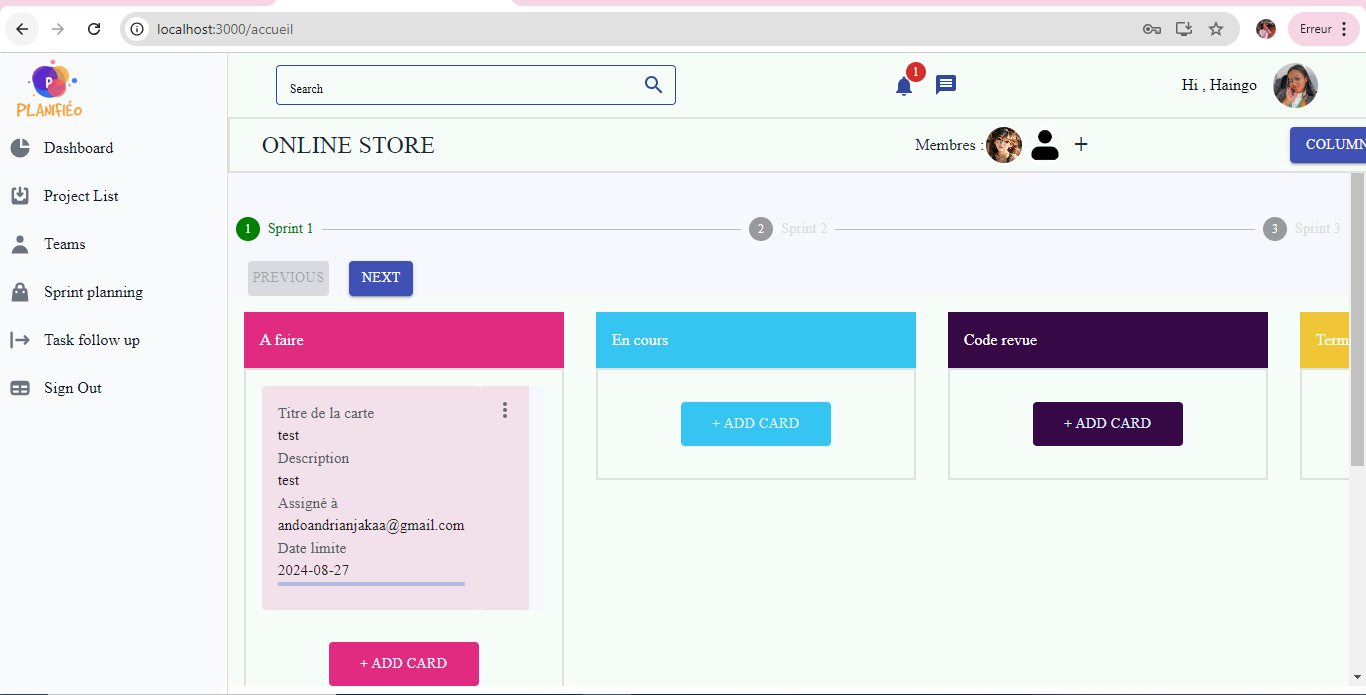 localhost:3000/accueil
Erreur
P
PLANIFIÉO
Search
1
Hi , Haingo
Dashboard
Project List
Teams
Sprint planning
Task follow up
Sign Out
ONLINE STORE
Membres :
+
COLUMN
1 Sprint 1
2 Sprint 2
3 Sprint 3
PREVIOUS
NEXT
A faire
En cours
Code revue
Term
Titre de la carte
test
Description
test
Assigné à
andoandrianjakaa@gmail.com
Date limite
2024-08-27
+ ADD CARD
+ ADD CARD
+ ADD CARD